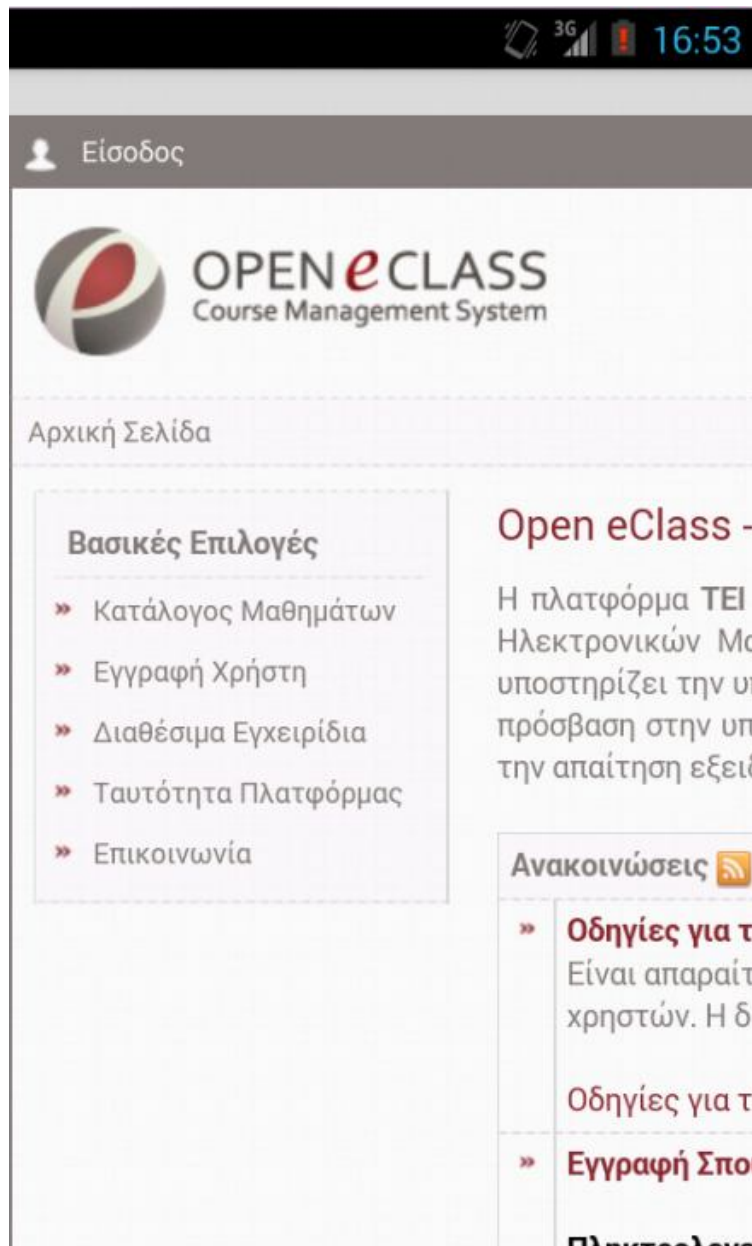 3G 16:53
Είσοδος
OPEN e CLASS
Course Management System
Αρχική Σελίδα
Βασικές Επιλογές
» Κατάλογος Μαθημάτων
» Εγγραφή Χρήστη
» Διαθέσιμα Εγχειρίδια
» Ταυτότητα Πλατφόρμας
» Επικοινωνία
Open eClass -
Η πλατφόρμα ΤΕΙ
Ηλεκτρονικών
υποστηρίζει την
πρόσβαση στην
την απαίτηση
Ανακοινώσεις
» Οδηγίες για
Είναι
χρηστών. Η
Οδηγίες για
» Εγγραφή